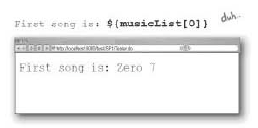 First song is: ${musicList[0]}
duh..
First song is: Zero 7